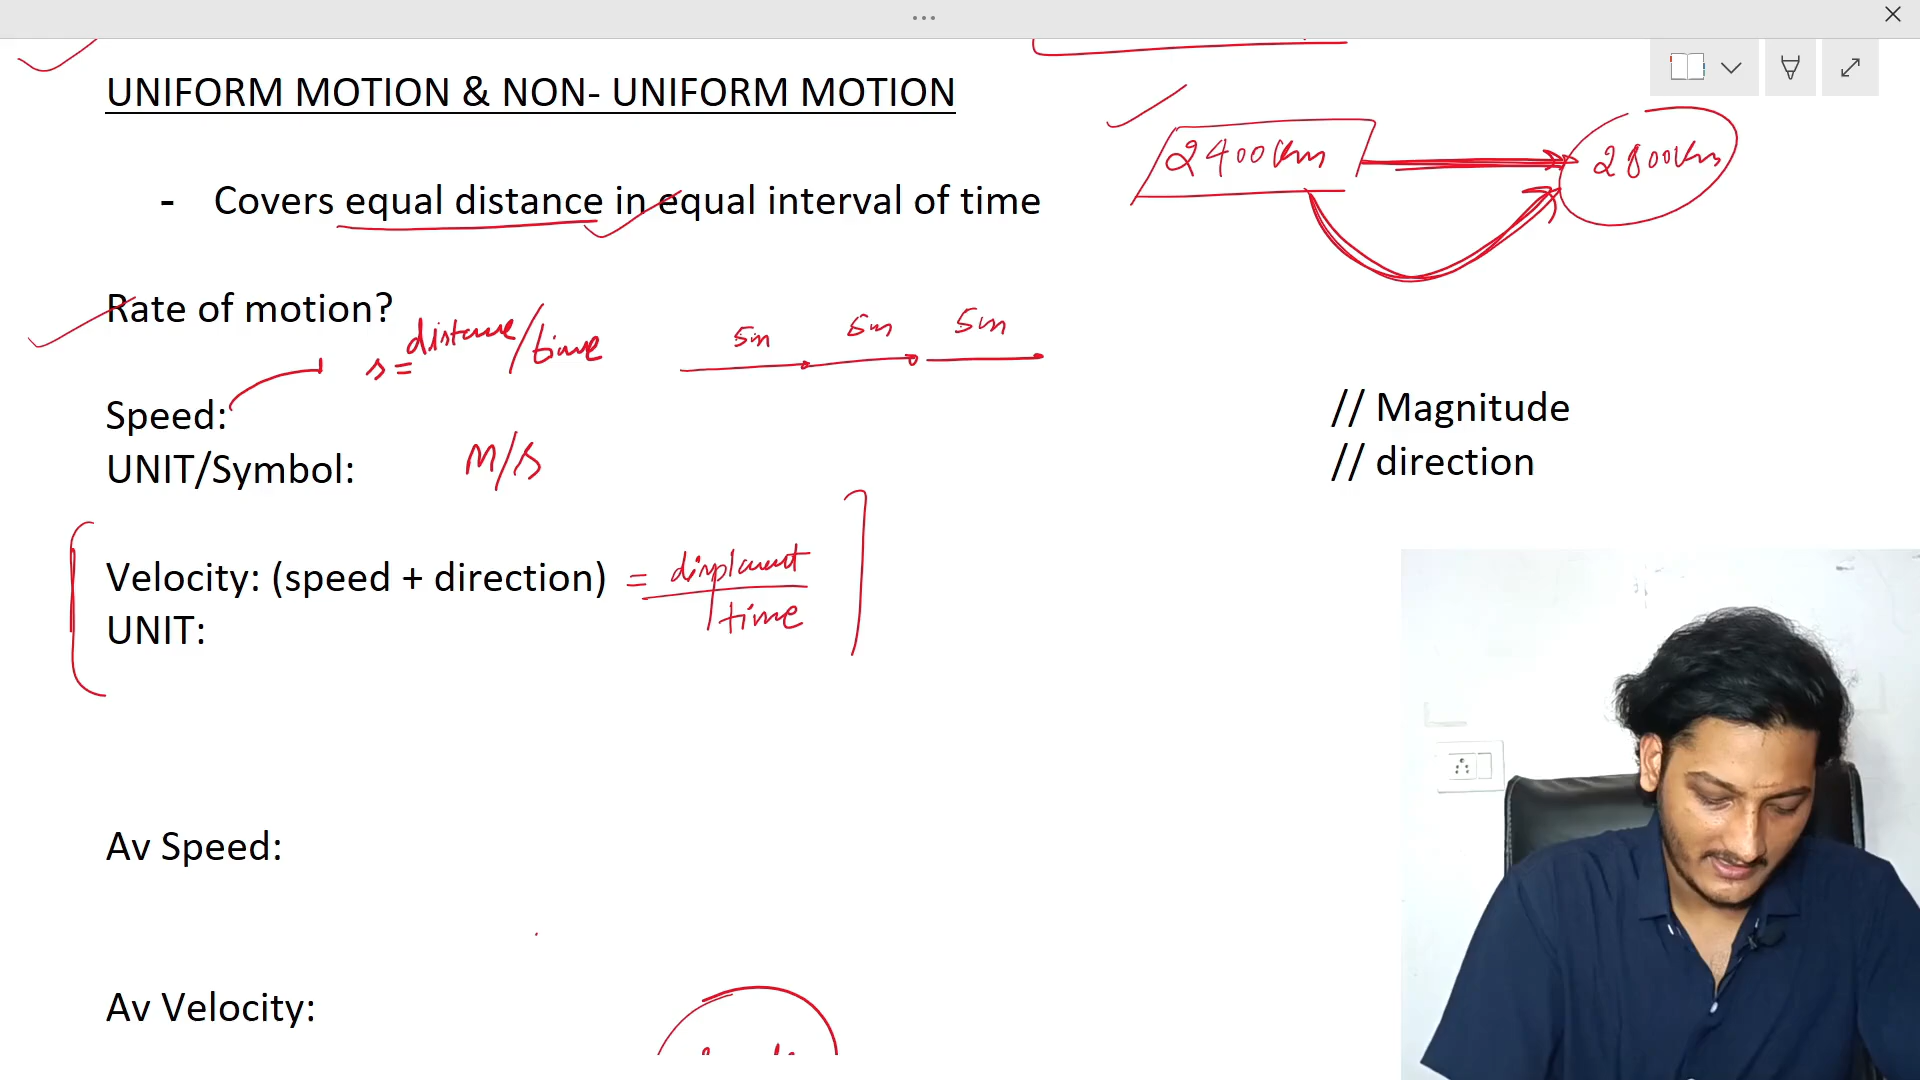 UNIFORM MOTION & NON- UNIFORM MOTION
2400Km
2800Km
- Covers equal distance in equal interval of time
Rate of motion?
s = distance/time
5m 5m 5m
Speed:
// Magnitude
UNIT/Symbol: M/s
// direction
Velocity: (speed + direction) =
time
UNIT:
Av Speed:
Av Velocity: